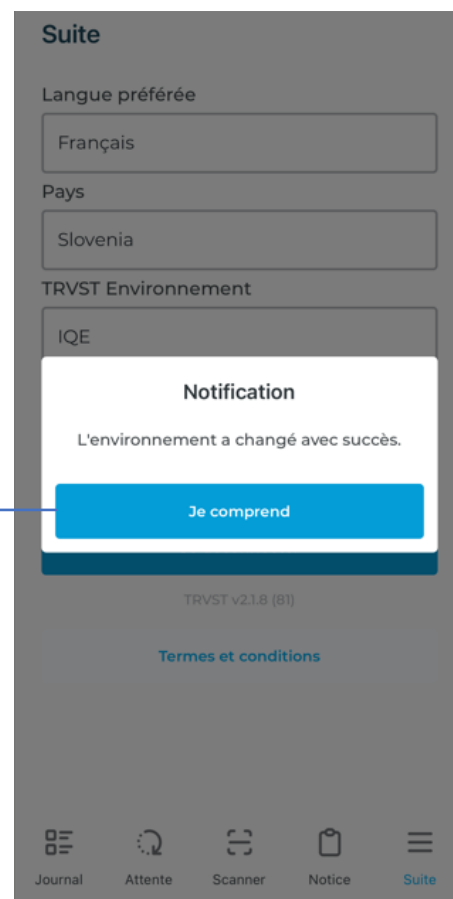 Suite
Langue préférée
Français
Pays
Slovenia
TRVST Environnement
IQE
Notification
L'environnement a changé avec succès.
Je comprend
TRVST v2.1.8 (81)
Termes et conditions
Journal Attente Scanner Notice Suite